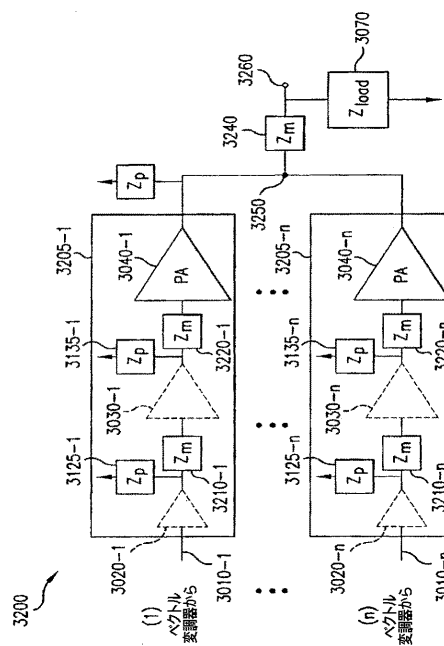 3200
(1)
ベクトル
変調器から
3010-1
3020-1
3125-1
Zp
Zm
3210-1
3030-1
3135-1
Zp
Zm
3220-1
3040-1
PA
3205-1
Zp
3250
3240
Zm
3260
3070
Zload
(n)
ベクトル
変調器から
3010-n
3020-n
3125-n
Zp
Zm
3210-n
3030-n
3135-n
Zp
Zm
3220-n
3040-n
PA
3205-n